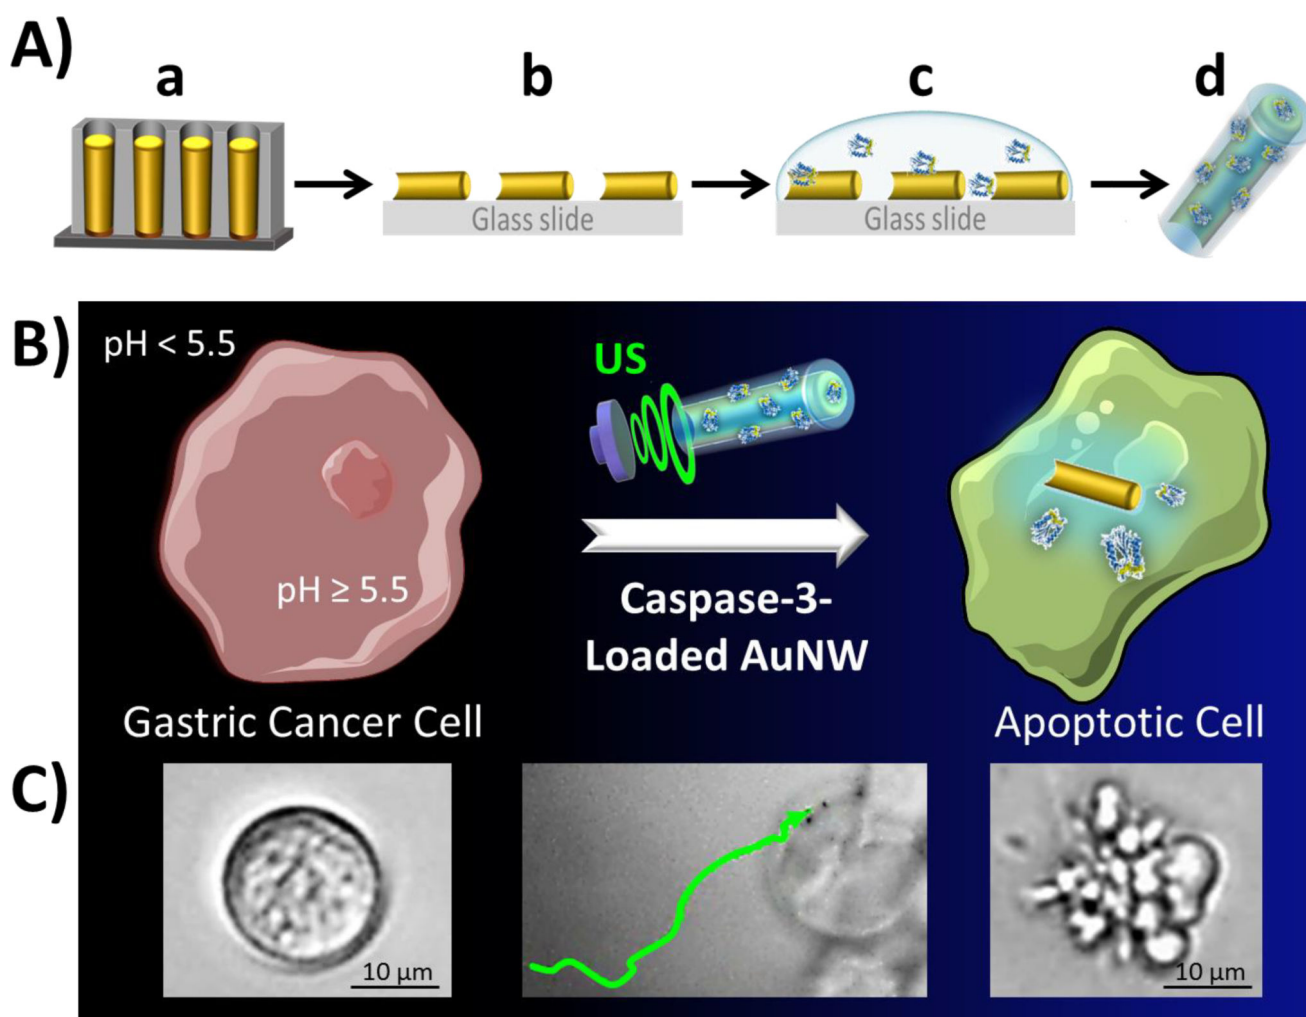 A)
a
b
c
d
Glass slide
Glass slide
B)
pH < 5.5
US
pH ≥ 5.5
Caspase-3-
Loaded AuNW
Gastric Cancer Cell
Apoptotic Cell
C)
10 µm
10 µm